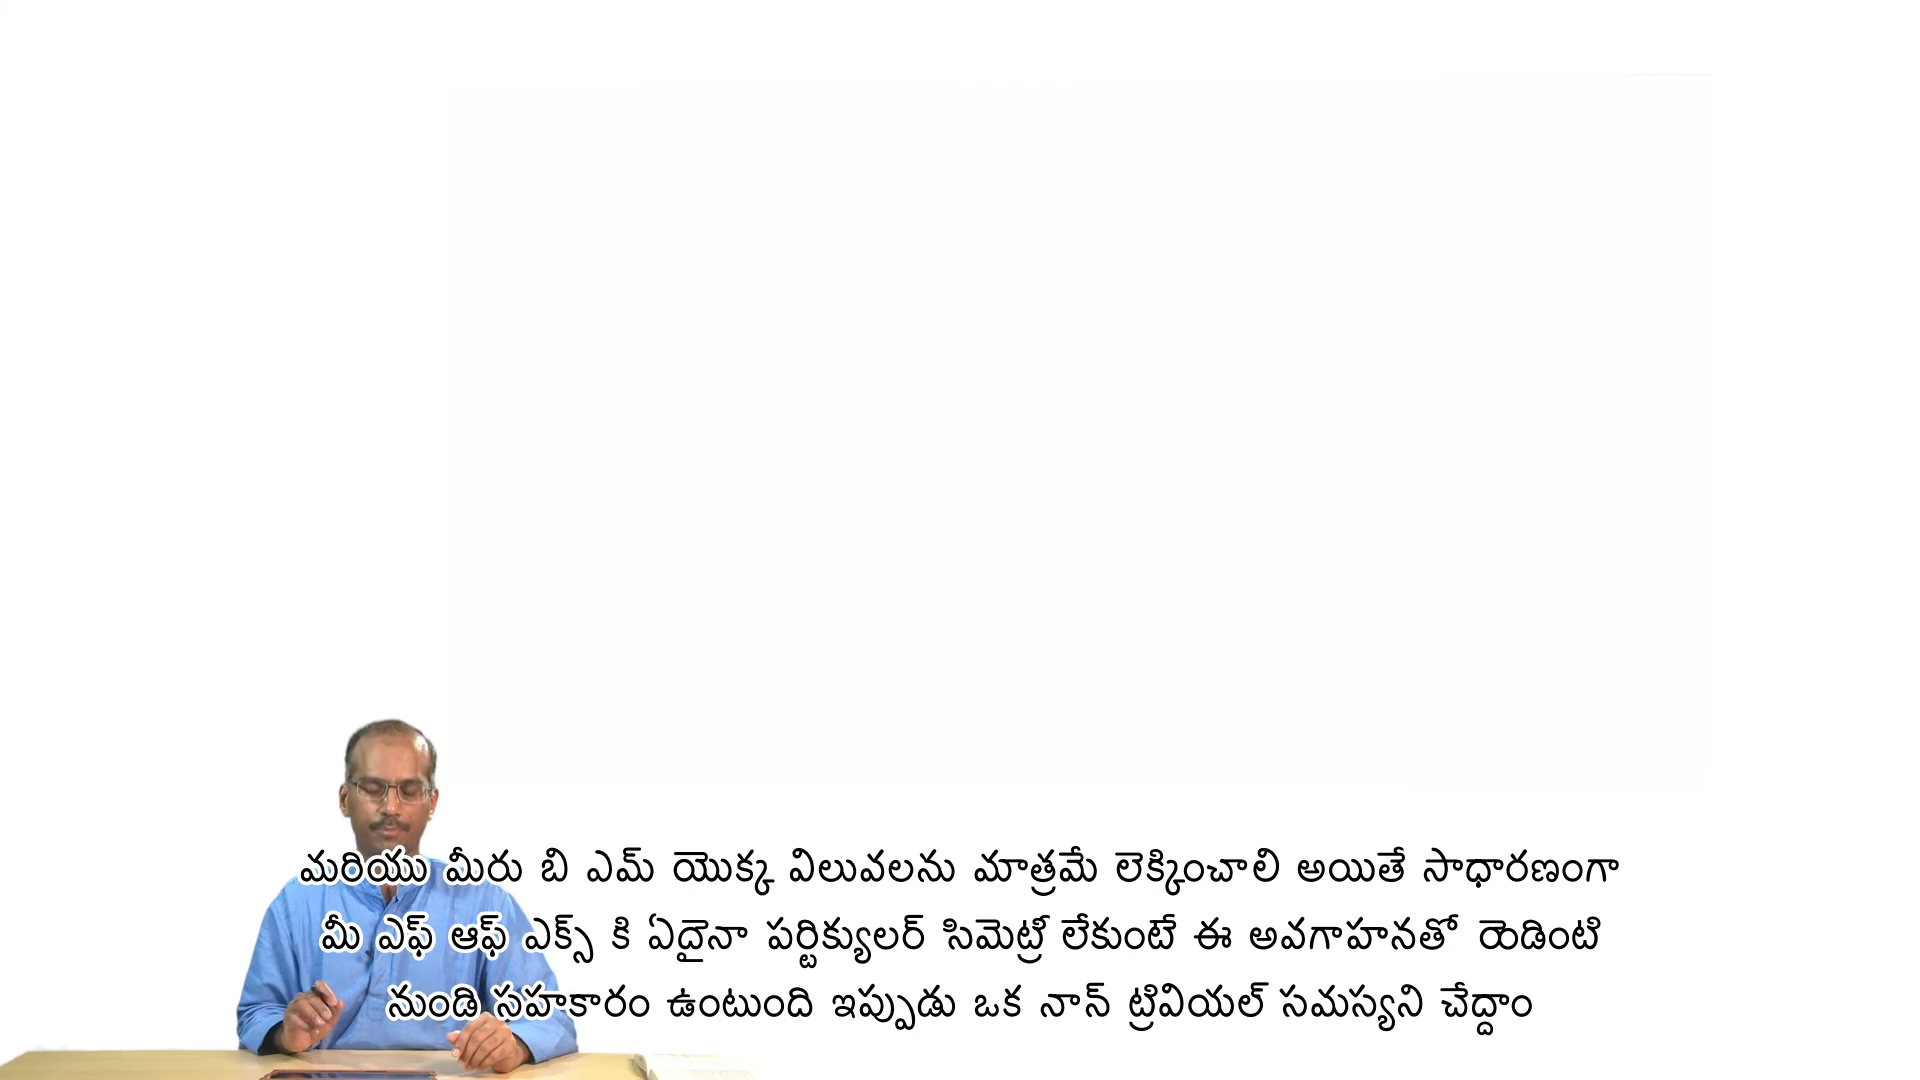 మరియు మీరు బి ఎమ్ యొక్క విలువలను మాత్రమే లెక్కించాలి అయితే సాధారణంగా
మీ ఎఫ్ ఆఫ్ ఎక్స్ కి ఏదైనా పర్టిక్యులర్ సిమెట్రీ లేకుంటే ఈ అవగాహనతో రెండింటి
నుండి సహకారం ఉంటుంది ఇప్పుడు ఒక నాన్ ట్రివియల్ సమస్యని చేద్దాం